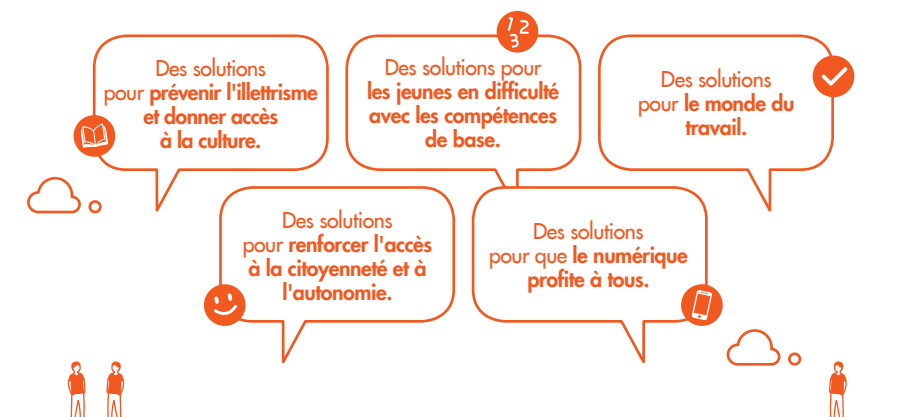 Des solutions
pour prévenir l'illettrisme
et donner accès
à la culture.
1 2
3
Des solutions pour
les jeunes en difficulté
avec les compétences
de base.
Des solutions
pour le monde du
travail.
Des solutions
pour renforcer l'accès
à la citoyenneté et à
l'autonomie.
Des solutions
pour que le numérique
profite à tous.